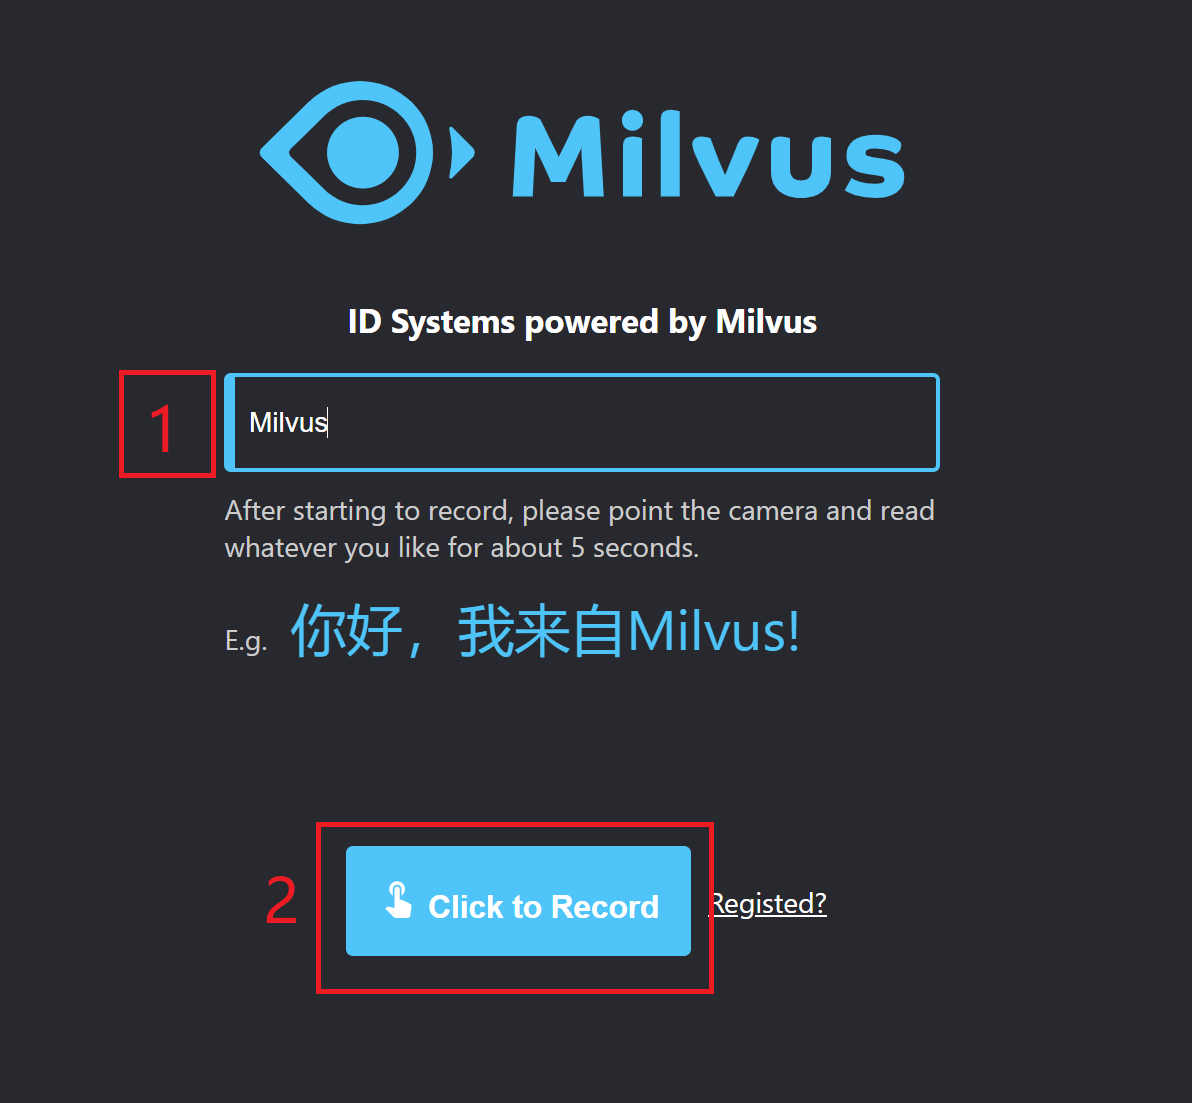 Milvus
ID Systems powered by Milvus
1
Milvus
After starting to record, please point the camera and read
whatever you like for about 5 seconds.
E.g. 你好，我来自Milvus!
2
Click to Record
Registed?